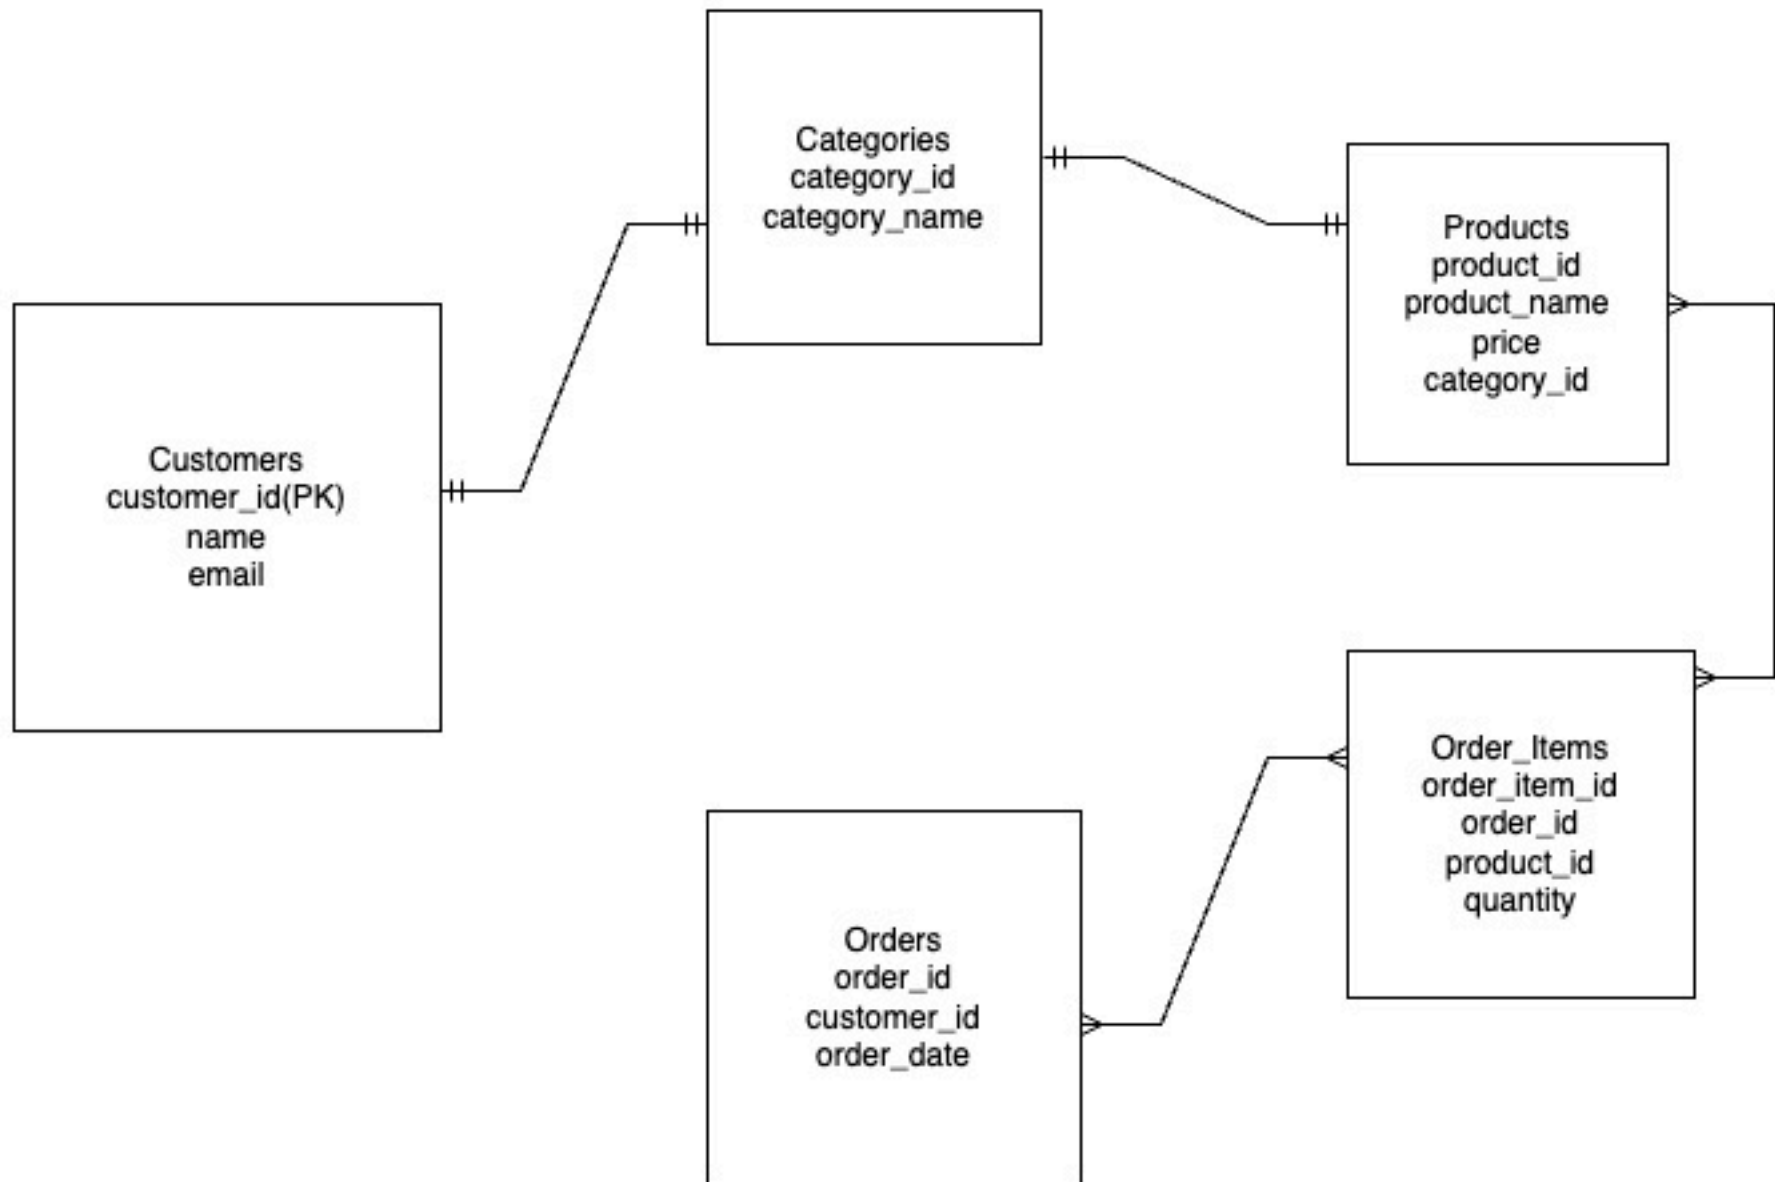 Categories
category_id
category_name
Products
product_id
product_name
price
category_id
Customers
customer_id(PK)
name
email
Order_Items
order_item_id
order_id
product_id
quantity
Orders
order_id
customer_id
order_date